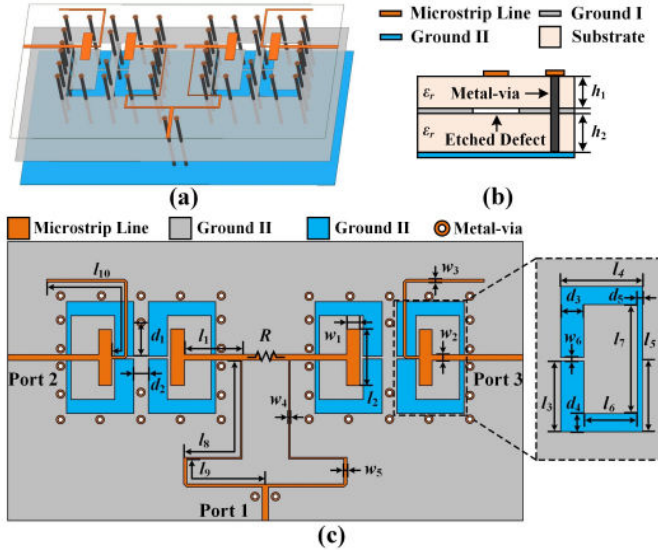 Microstrip Line
Ground I
Ground II
Substrate
εr
Metal-via
h1
εr
Etched Defect
h2
(a)
(b)
Microstrip Line
Ground II
Ground II
Metal-via
l10
w3
l4
d3
d5
d1
l1
R
w1
w2
w6
l7
l5
Port 2
d2
l2
Port 3
l3
w4
l8
d4
l6
l9
w5
Port 1
(c)